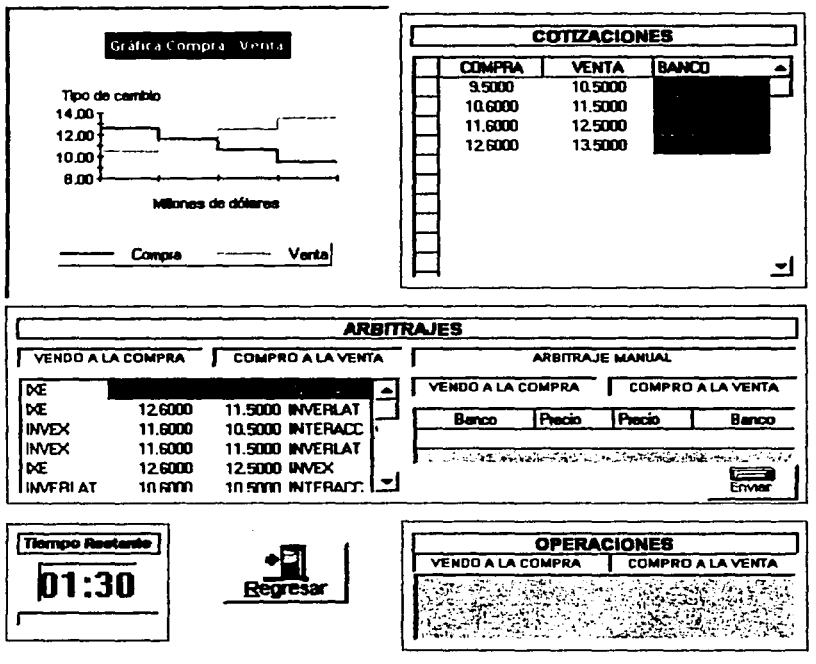 Gráfica Compra Venta
Tipo de cambio
14.00
12.00
10.00
8.00
Millones de dólares
Compra Venta
COTIZACIONES
COMPRA VENTA BANCO
9.5000 10.5000
10.6000 11.5000
11.6000 12.5000
12.6000 13.5000
ARBITRAJES
VENDO A LA COMPRA COMPRO A LA VENTA
IXE
IXE 12.6000 11.5000 INVERLAT
INVEX 11.6000 10.5000 INTERACC
INVEX 11.6000 11.5000 INVERLAT
IXE 12.6000 12.5000 INVEX
INVERLAT 10.6000 10.5000 INTERACC
ARBITRAJE MANUAL
VENDO A LA COMPRA COMPRO A LA VENTA
Banco Precio Precio Banco
Enviar
Tiempo Restante
01:30
Regresar
OPERACIONES
VENDO A LA COMPRA COMPRO A LA VENTA